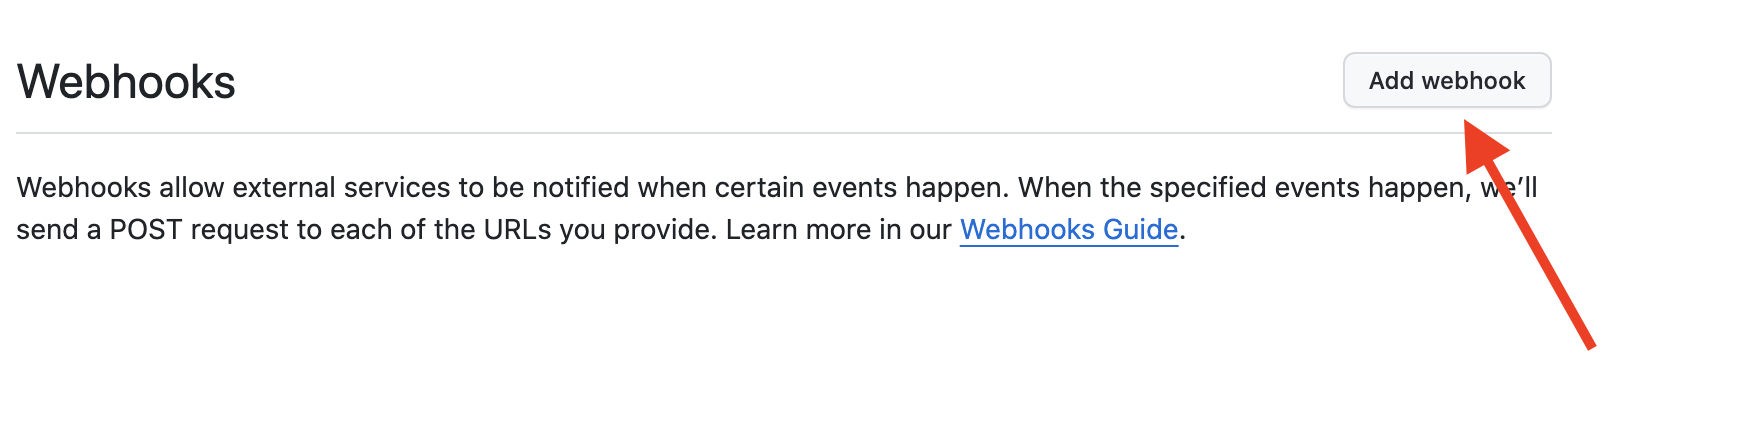 Webhooks
Add webhook
Webhooks allow external services to be notified when certain events happen. When the specified events happen, we’ll
send a POST request to each of the URLs you provide. Learn more in our Webhooks Guide.